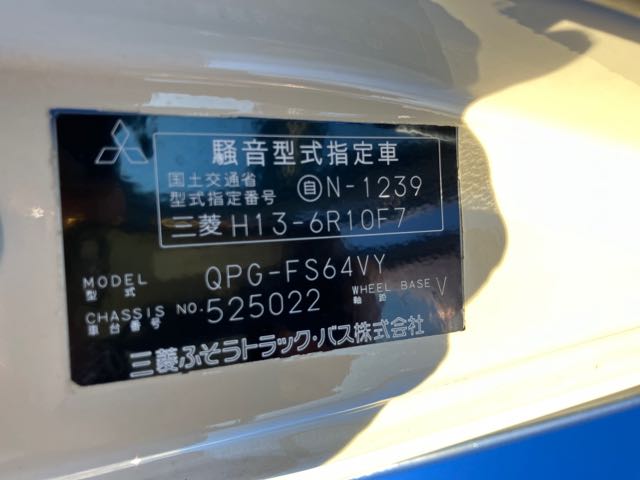 騒音型式指定車
国土交通省
型式指定番号 自N-1239
三菱 H13-6R10F7
MODEL 型式 QPG-FS64VY
CHASSIS NO. 車台番号 525022 WHEEL BASE 軸距 V
三菱ふそうトラック・バス株式会社